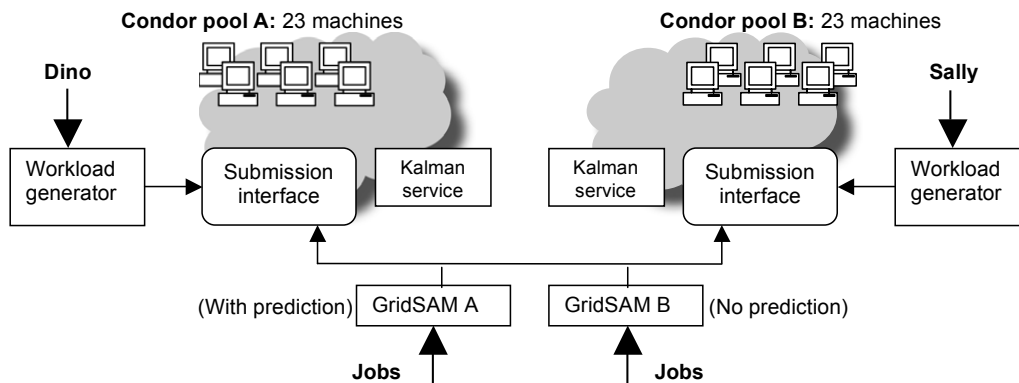 Condor pool A: 23 machines
Condor pool B: 23 machines
Dino
Sally
Workload
generator
Submission
interface
Kalman
service
Kalman
service
Submission
interface
Workload
generator
(With prediction)
GridSAM A
GridSAM B
(No prediction)
Jobs
Jobs